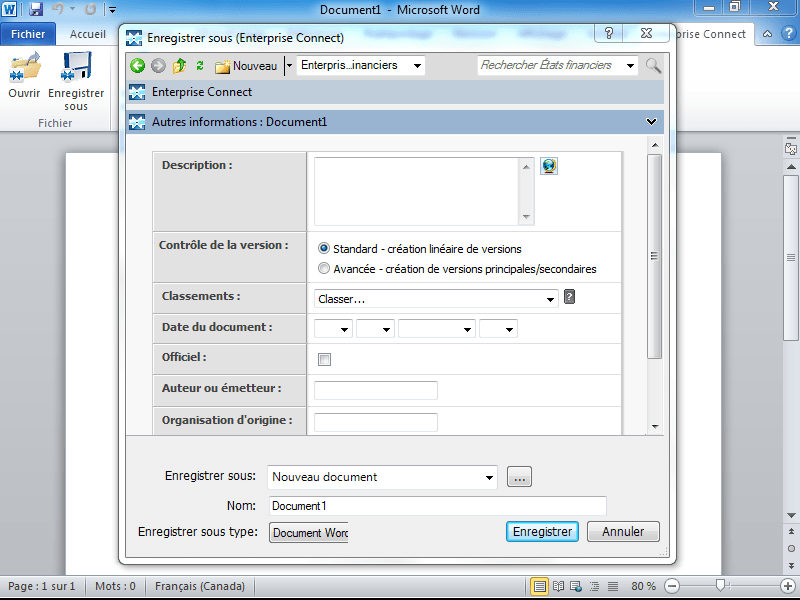 Document1 - Microsoft Word
Fichier
Accueil
prise Connect
Ouvrir
Enregistrer
sous
Fichier
Enregistrer sous (Enterprise Connect)
Nouveau
Enterpris...inanciers
Rechercher États financiers
Enterprise Connect
Autres informations : Document1
Description :
Contrôle de la version :
Standard - création linéaire de versions
Avancée - création de versions principales/secondaires
Classements :
Classer...
Date du document :
Officiel :
Auteur ou émetteur :
Organisation d'origine :
Enregistrer sous:
Nouveau document
...
Nom:
Document1
Enregistrer sous type:
Document Word
Enregistrer
Annuler
Page : 1 sur 1
Mots : 0
Français (Canada)
80 %